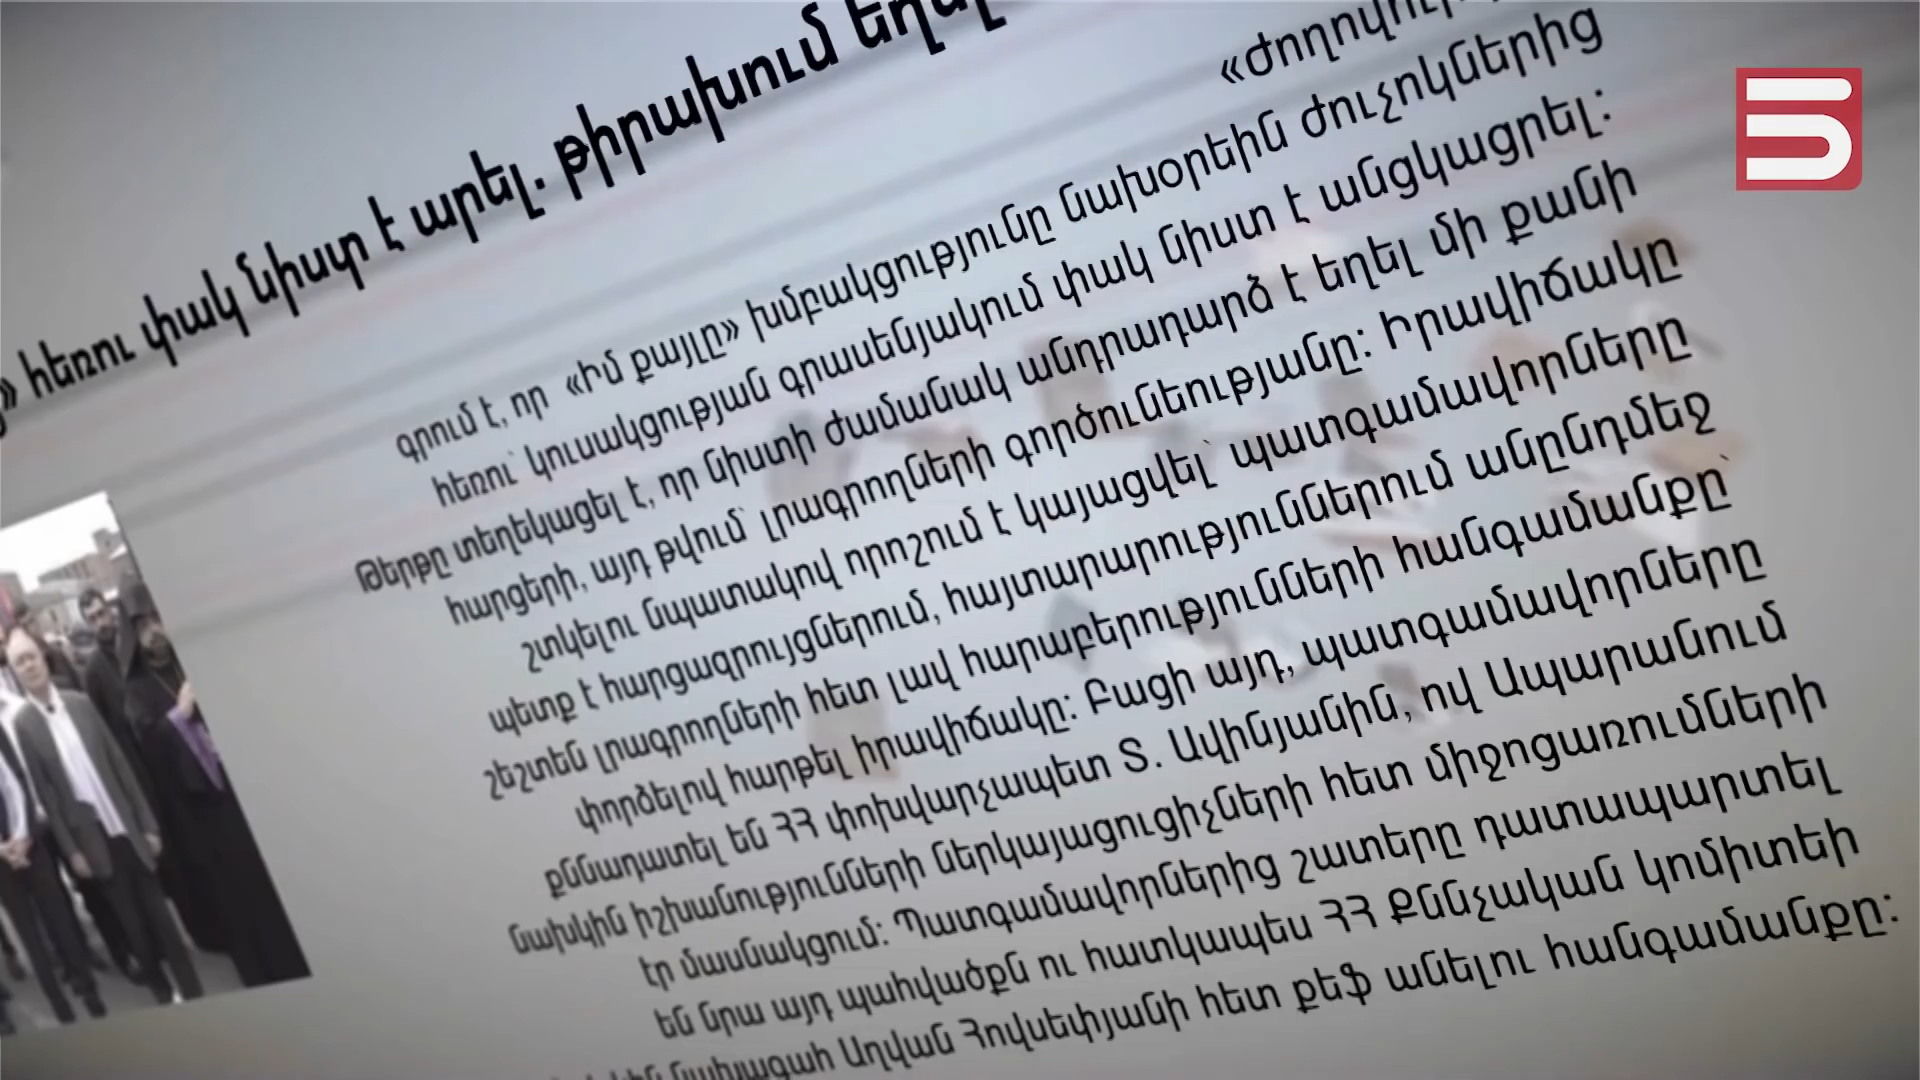 հեռու փակ նիստ է արել. թիրախում եղել
գրում է, որ «Իմ քայլը» խմբակցությունը նախօրեին ժուչոկներից
հեռու՝ կուսակցության գրասենյակում փակ նիստ է անցկացրել:
Թերթը տեղեկացել է, որ նիստի ժամանակ անդրադարձ է եղել մի քանի
հարցերի, այդ թվում՝ լրագրողների գործունեությանը: Իրավիճակը
շտկելու նպատակով որոշում է կայացվել՝ պատգամավորները
պետք է հարցազրույցներում, հայտարարություններում անընդմեջ
շեշտեն լրագրողների հետ լավ հարաբերությունների հանգամանքը՝
փորձելով հարթել իրավիճակը: Բացի այդ, պատգամավորները
քննադատել են ՀՀ փոխվարչապետ Տ. Ավինյանին, ով Ապարանում
նախկին իշխանությունների ներկայացուցիչների հետ միջոցառումների
էր մասնակցում: Պատգամավորներից շատերը դատապարտել
են նրա այդ պահվածքն ու հատկապես ՀՀ Քննչական կոմիտեի
նախագահ Աղվան Հովսեփյանի հետ քեֆ անելու հանգամանքը: